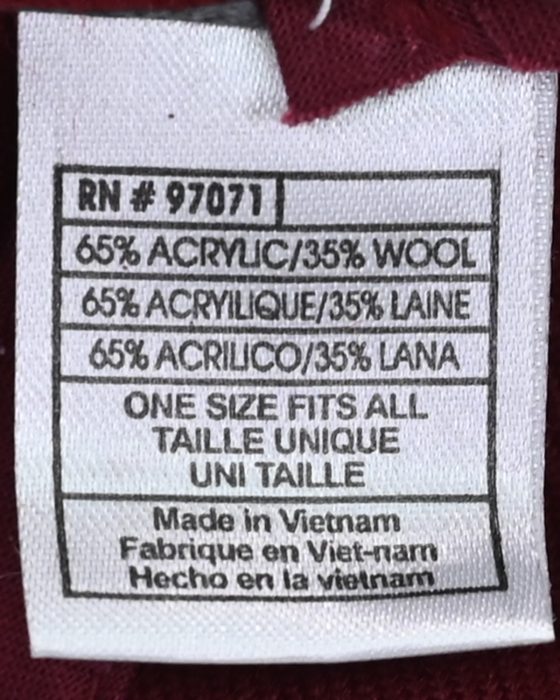 RN # 97071
65% ACRYLIC/35% WOOL
65% ACRYILIQUE/35% LAINE
65% ACRILICO/35% LANA
ONE SIZE FITS ALL
TAILLE UNIQUE
UNI TAILLE
Made in Vietnam
Fabrique en Viet-nam
Hecho en la vietnam